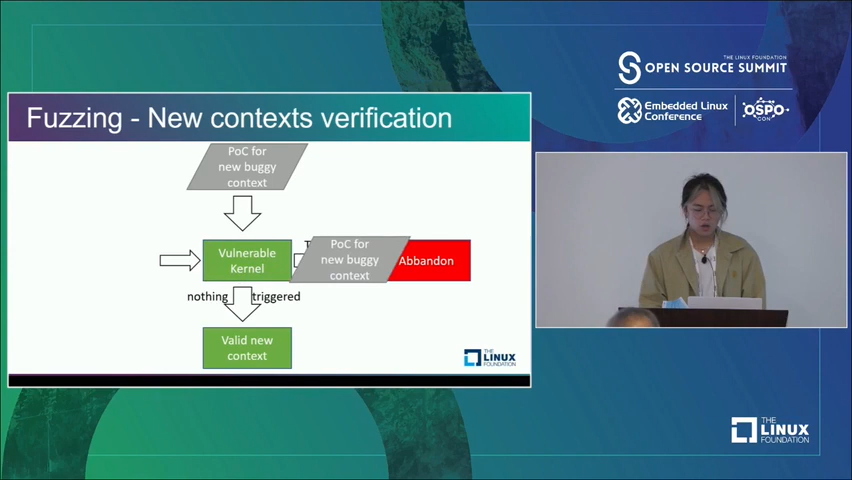 THE LINUX FOUNDATION
OPEN SOURCE SUMMIT
Embedded Linux
Conference
OSPO
CON
Fuzzing - New contexts verification
PoC for
new buggy
context
Vulnerable
Kernel
T
PoC for
new buggy
context
Abbandon
nothing
triggered
Valid new
context
THE
LINUX
FOUNDATION
THE
LINUX
FOUNDATION